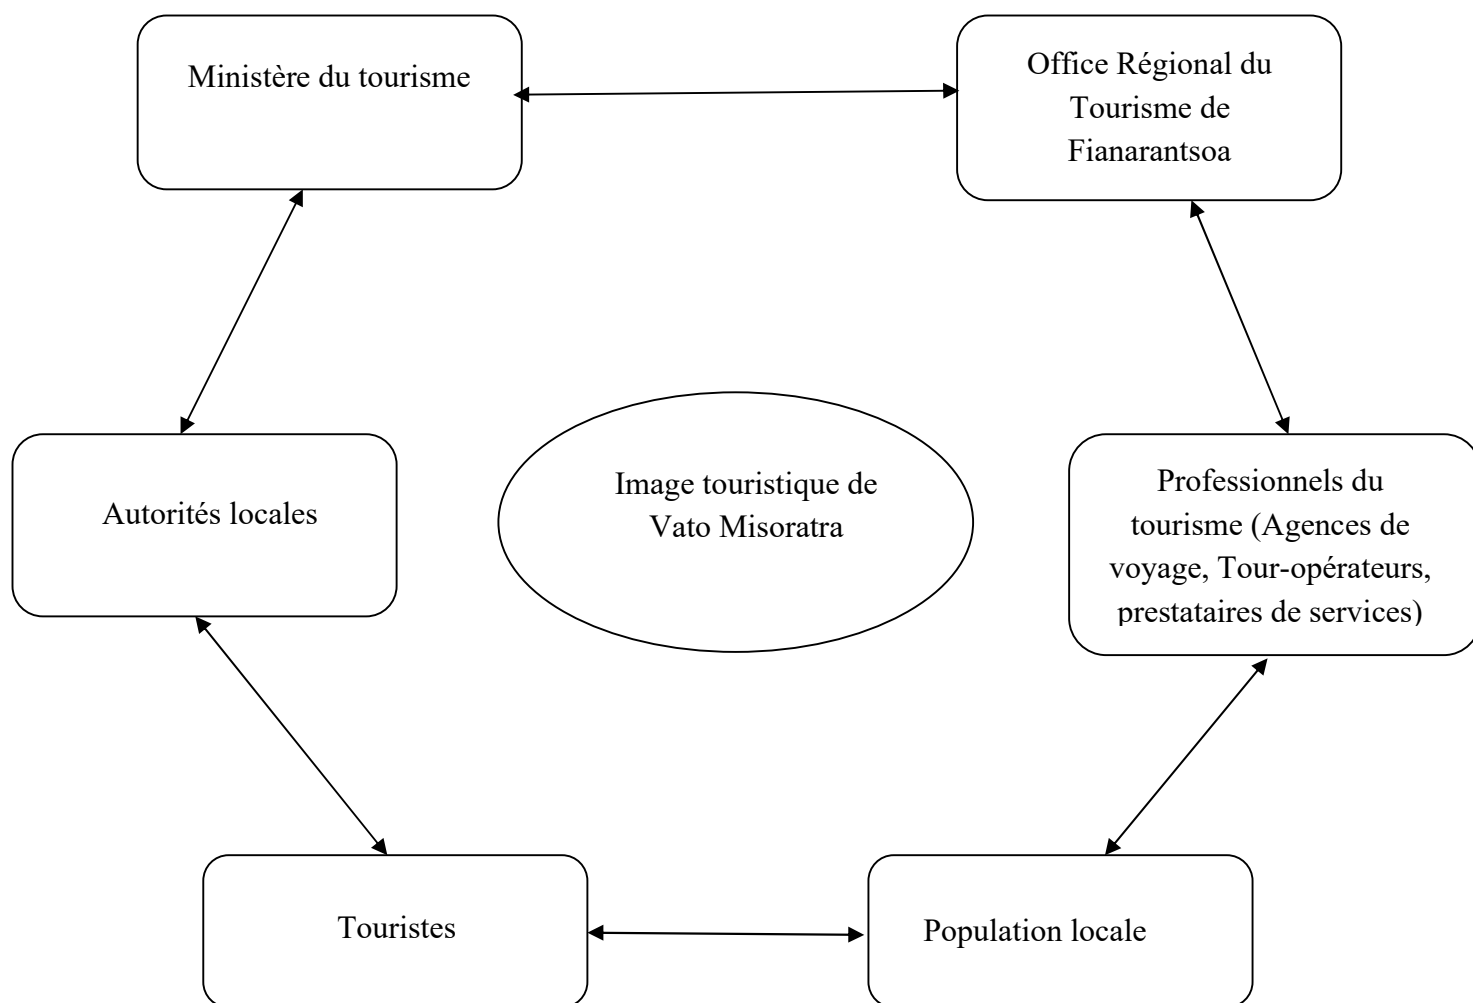 Ministère du tourisme
Office Régional du
Tourisme de
Fianarantsoa
Autorités locales
Image touristique de
Vato Misoratra
Professionnels du
tourisme (Agences de
voyage, Tour-opérateurs,
prestataires de services)
Touristes
Population locale